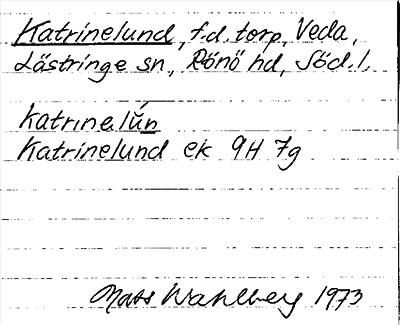 Katrinelund, f.d. torp, Veda,
Lästringe sn, Rönö hd, Söd.l.
Katrinelún
Katrinelund ek 9H 7g
Mats Wahlberg 1973